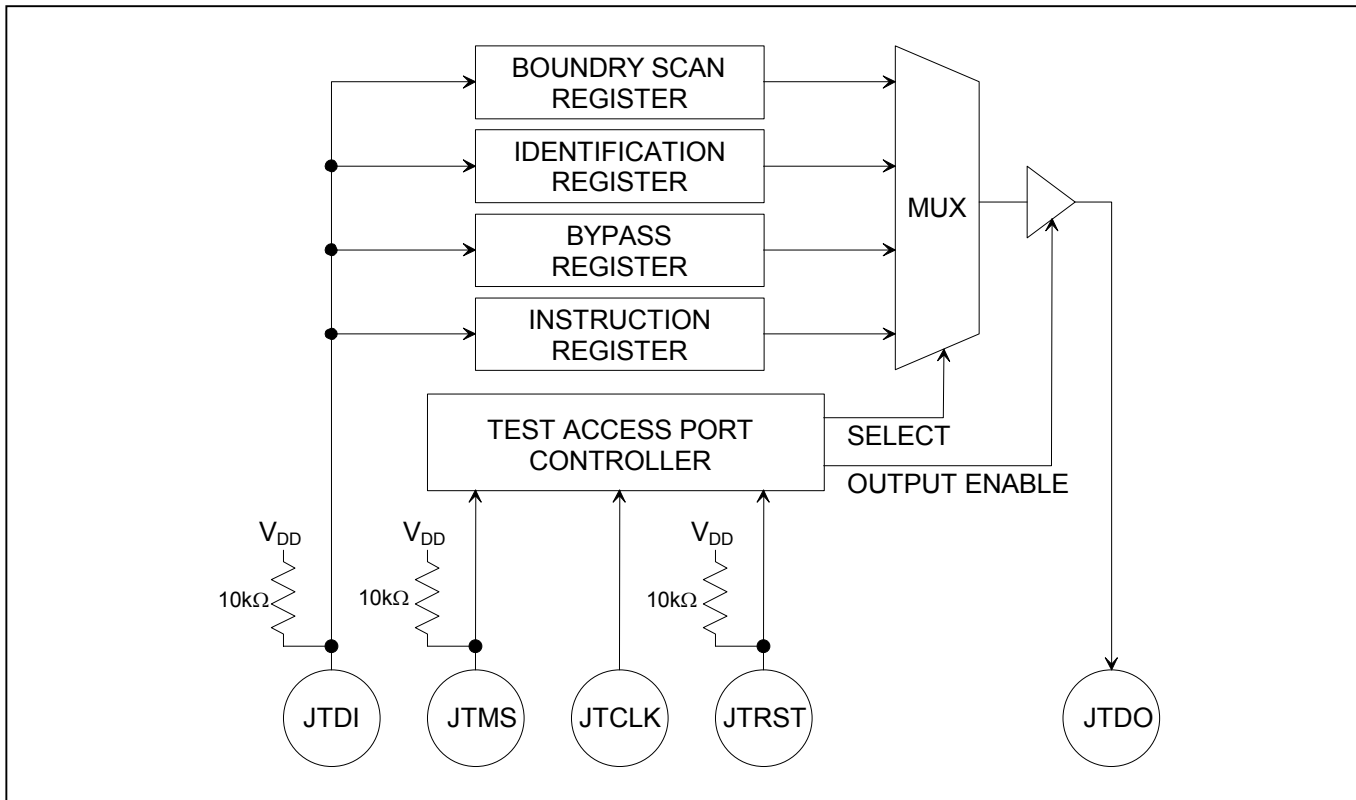 BOUNDRY SCAN
REGISTER
IDENTIFICATION
REGISTER
BYPASS
REGISTER
INSTRUCTION
REGISTER
MUX
TEST ACCESS PORT
CONTROLLER
SELECT
OUTPUT ENABLE
VDD
10kΩ
VDD
10kΩ
VDD
10kΩ
JTDI
JTMS
JTCLK
JTRST
JTDO